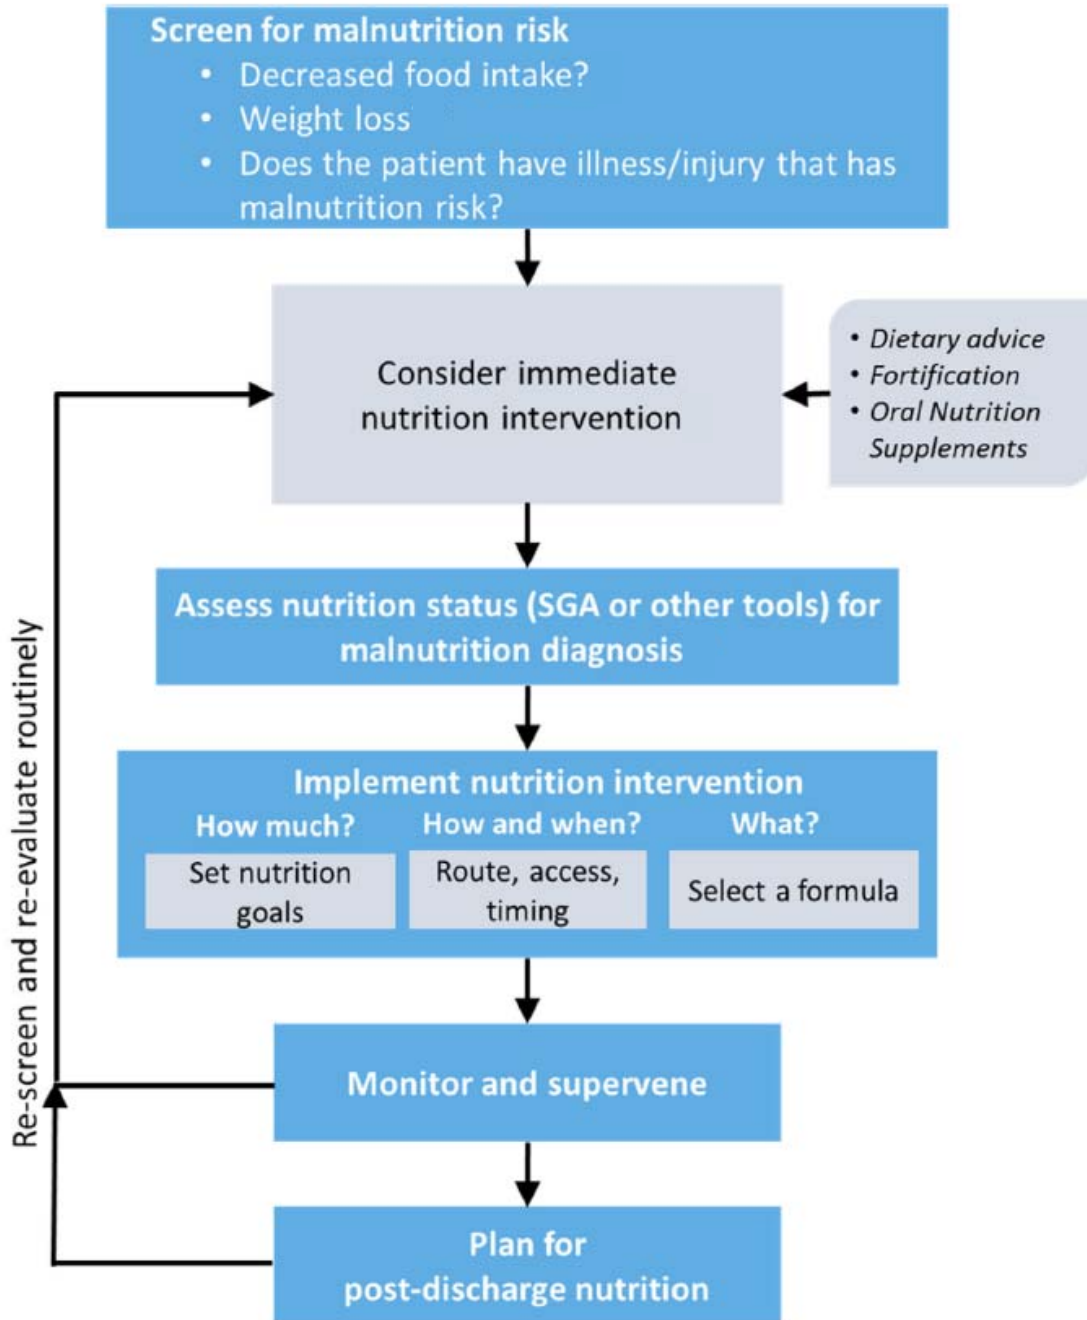 Screen for malnutrition risk
• Decreased food intake?
• Weight loss
• Does the patient have illness/injury that has
malnutrition risk?
Consider immediate
nutrition intervention
• Dietary advice
• Fortification
• Oral Nutrition
Supplements
Assess nutrition status (SGA or other tools) for
malnutrition diagnosis
Implement nutrition intervention
How much?
Set nutrition
goals
How and when?
Route, access,
timing
What?
Select a formula
Monitor and supervene
Plan for
post-discharge nutrition
Re-screen and re-evaluate routinely